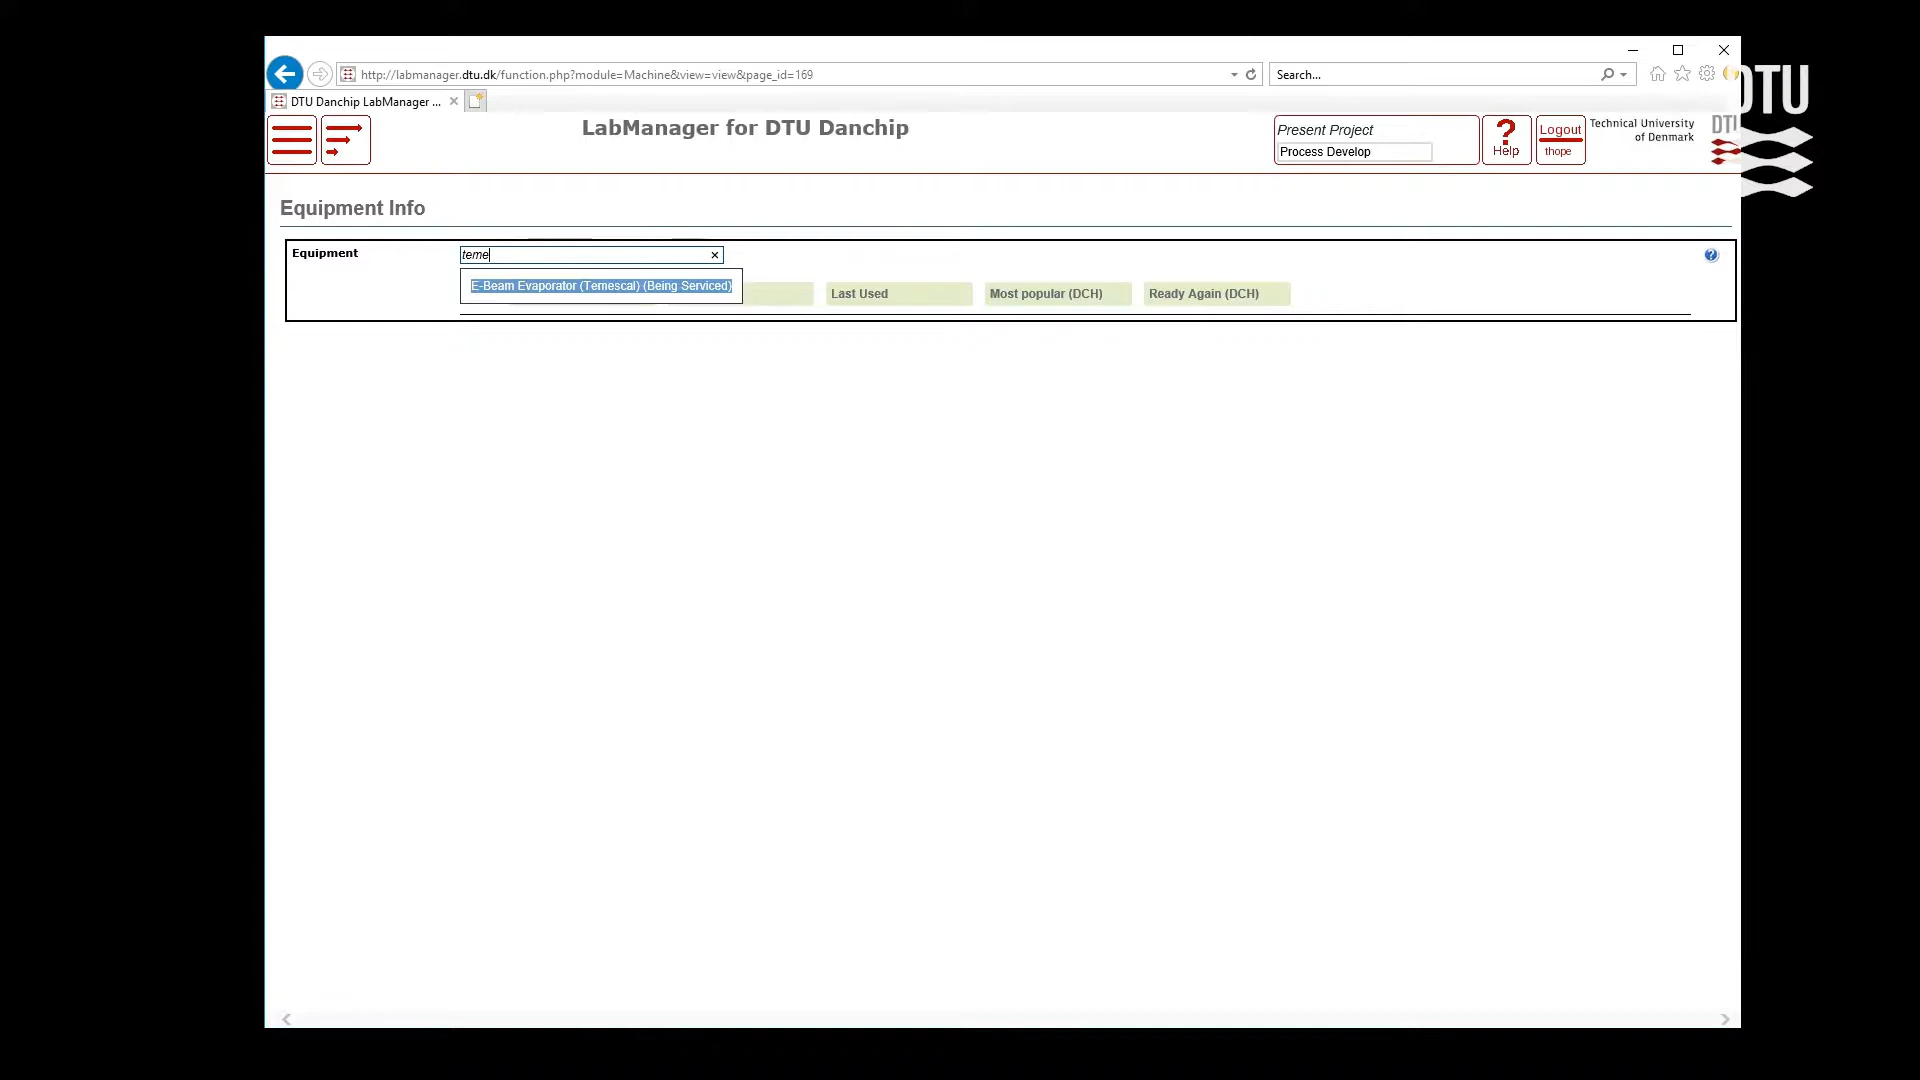 DTU
http://labmanager.dtu.dk/function.php?module=Machine&view=view&page_id=169
Search...
DTU Danchip LabManager ...
LabManager for DTU Danchip
Present Project
Process Develop
?
Help
Logout
thope
Technical University
of Denmark
Equipment Info
Equipment
teme
E-Beam Evaporator (Temescal) (Being Serviced)
Last Used
Most popular (DCH)
Ready Again (DCH)